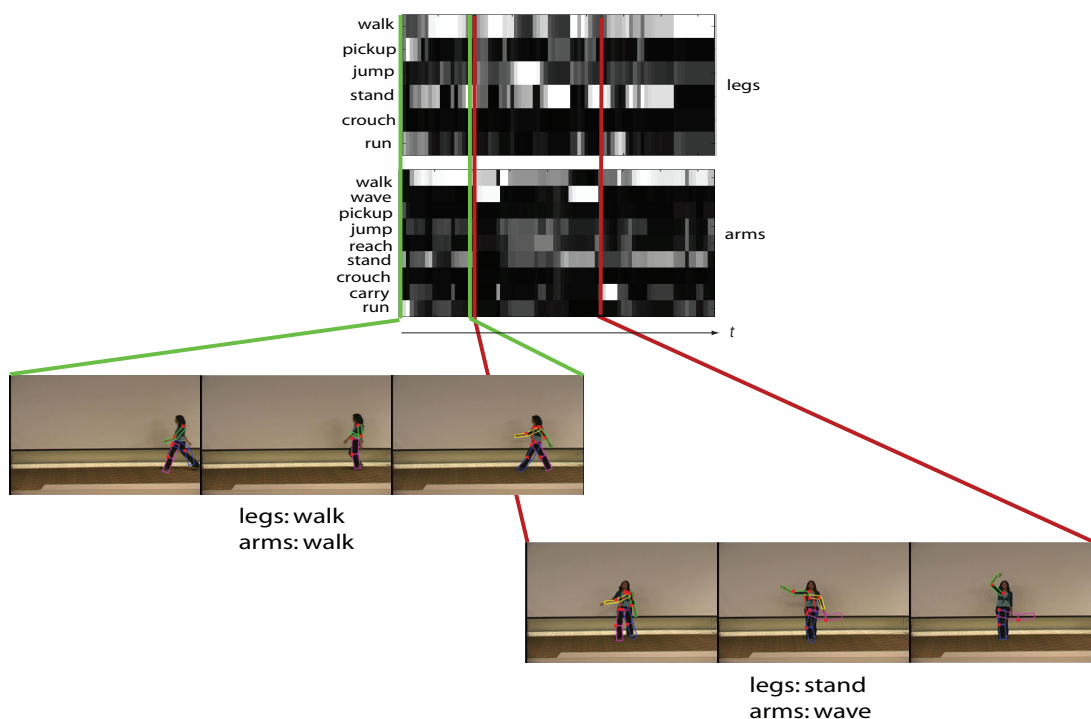 walk
pickup
jump
stand
crouch
run
legs
walk
wave
pickup
jump
reach
stand
crouch
carry
run
arms
t
legs: walk
arms: walk
legs: stand
arms: wave